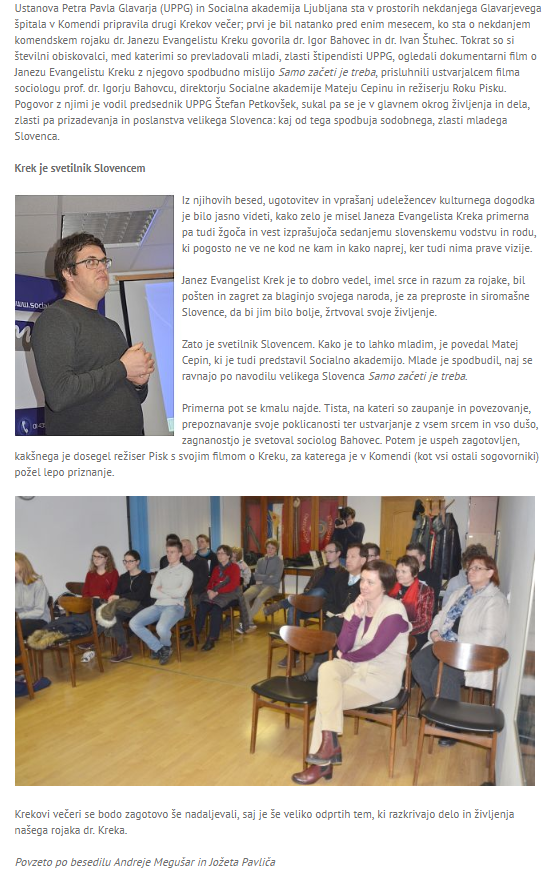 Ustanova Petra Pavla Glavarja (UPPG) in Socialna akademija Ljubljana sta v prostorih nekdanjega Glavarjevega
špitala v Komendi pripravila drugi Krekov večer; prvi je bil natanko pred enim mesecem, ko sta o nekdanjem
komendskem rojaku dr. Janezu Evangelistu Kreku govorila dr. Igor Bahovec in dr. Ivan Štuhec. Tokrat so si
številni obiskovalci, med katerimi so prevladovali mladi, zlasti štipendisti UPPG, ogledali dokumentarni film o
Janezu Evangelistu Kreku z njegovo spodbudno mislijo Samo začeti je treba, prisluhnili ustvarjalcem filma
sociologu prof. dr. Igorju Bahovcu, direktorju Socialne akademije Mateju Cepinu in režiserju Roku Pisku.
Pogovor z njimi je vodil predsednik UPPG Štefan Petkovšek, sukal pa se je v glavnem okrog življenja in dela,
zlasti pa prizadevanja in poslanstva velikega Slovenca: kaj od tega spodbuja sodobnega, zlasti mladega
Slovenca.
Krek je svetilnik Slovencem
Iz njihovih besed, ugotovitev in vprašanj udeležencev kulturnega dogodka
je bilo jasno videti, kako zelo je misel Janeza Evangelista Kreka primerna
pa tudi žgoča in vest izprašujoča sedanjemu slovenskemu vodstvu in rodu,
ki pogosto ne ve ne kod ne kam in kako naprej, ker tudi nima prave vizije.
Janez Evangelist Krek je to dobro vedel, imel srce in razum za rojake, bil
pošten in zagret za blaginjo svojega naroda, je za preproste in siromašne
Slovence, da bi jim bilo bolje, žrtvoval svoje življenje.
Zato je svetilnik Slovencem. Kako je to lahko mladim, je povedal Matej
Cepin, ki je tudi predstavil Socialno akademijo. Mlade je spodbudil, naj se
ravnajo po navodilu velikega Slovenca Samo začeti je treba.
Primerna pot se kmalu najde. Tista, na kateri so zaupanje in povezovanje,
prepoznavanje svoje poklicanosti ter ustvarjanje z vsem srcem in vso dušo,
zagnanostjo je svetoval sociolog Bahovec. Potem je uspeh zagotovljen,
kakšnega je dosegel režiser Pisk s svojim filmom o Kreku, za katerega je v Komendi (kot vsi ostali sogovorniki)
požel lepo priznanje.
Krekovi večeri se bodo zagotovo še nadaljevali, saj je še veliko odprtih tem, ki razkrivajo delo in življenja
našega rojaka dr. Kreka.
Povzeto po besedilu Andreje Megušar in Jožeta Pavliča